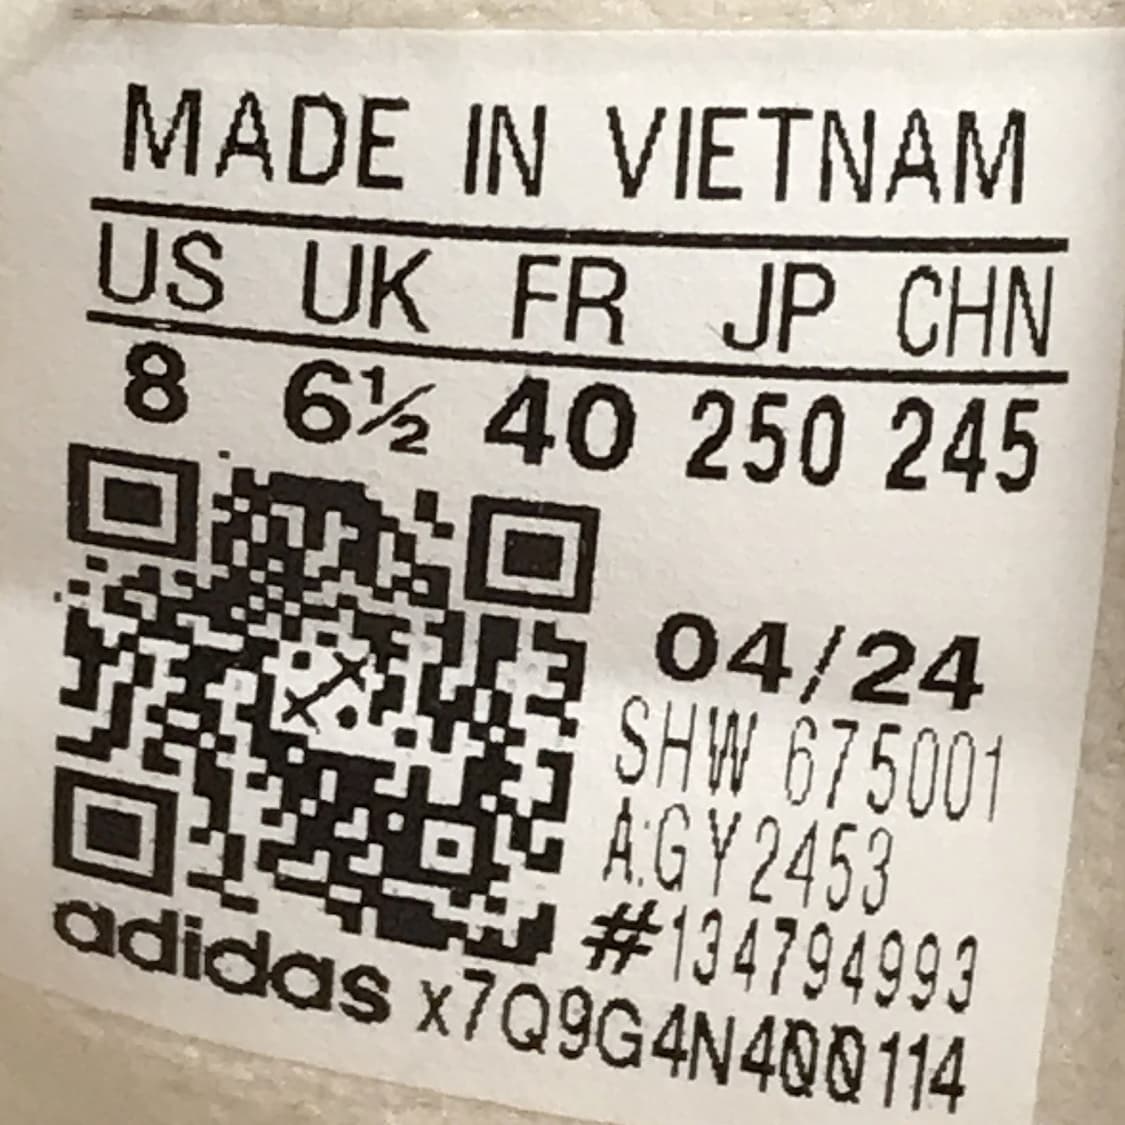 MADE IN VIETNAM
US UK FR JP CHN
8 6½ 40 250 245
04/24
SHW 675001
A:GY2453
#134794993
adidas x7Q9G4N400114